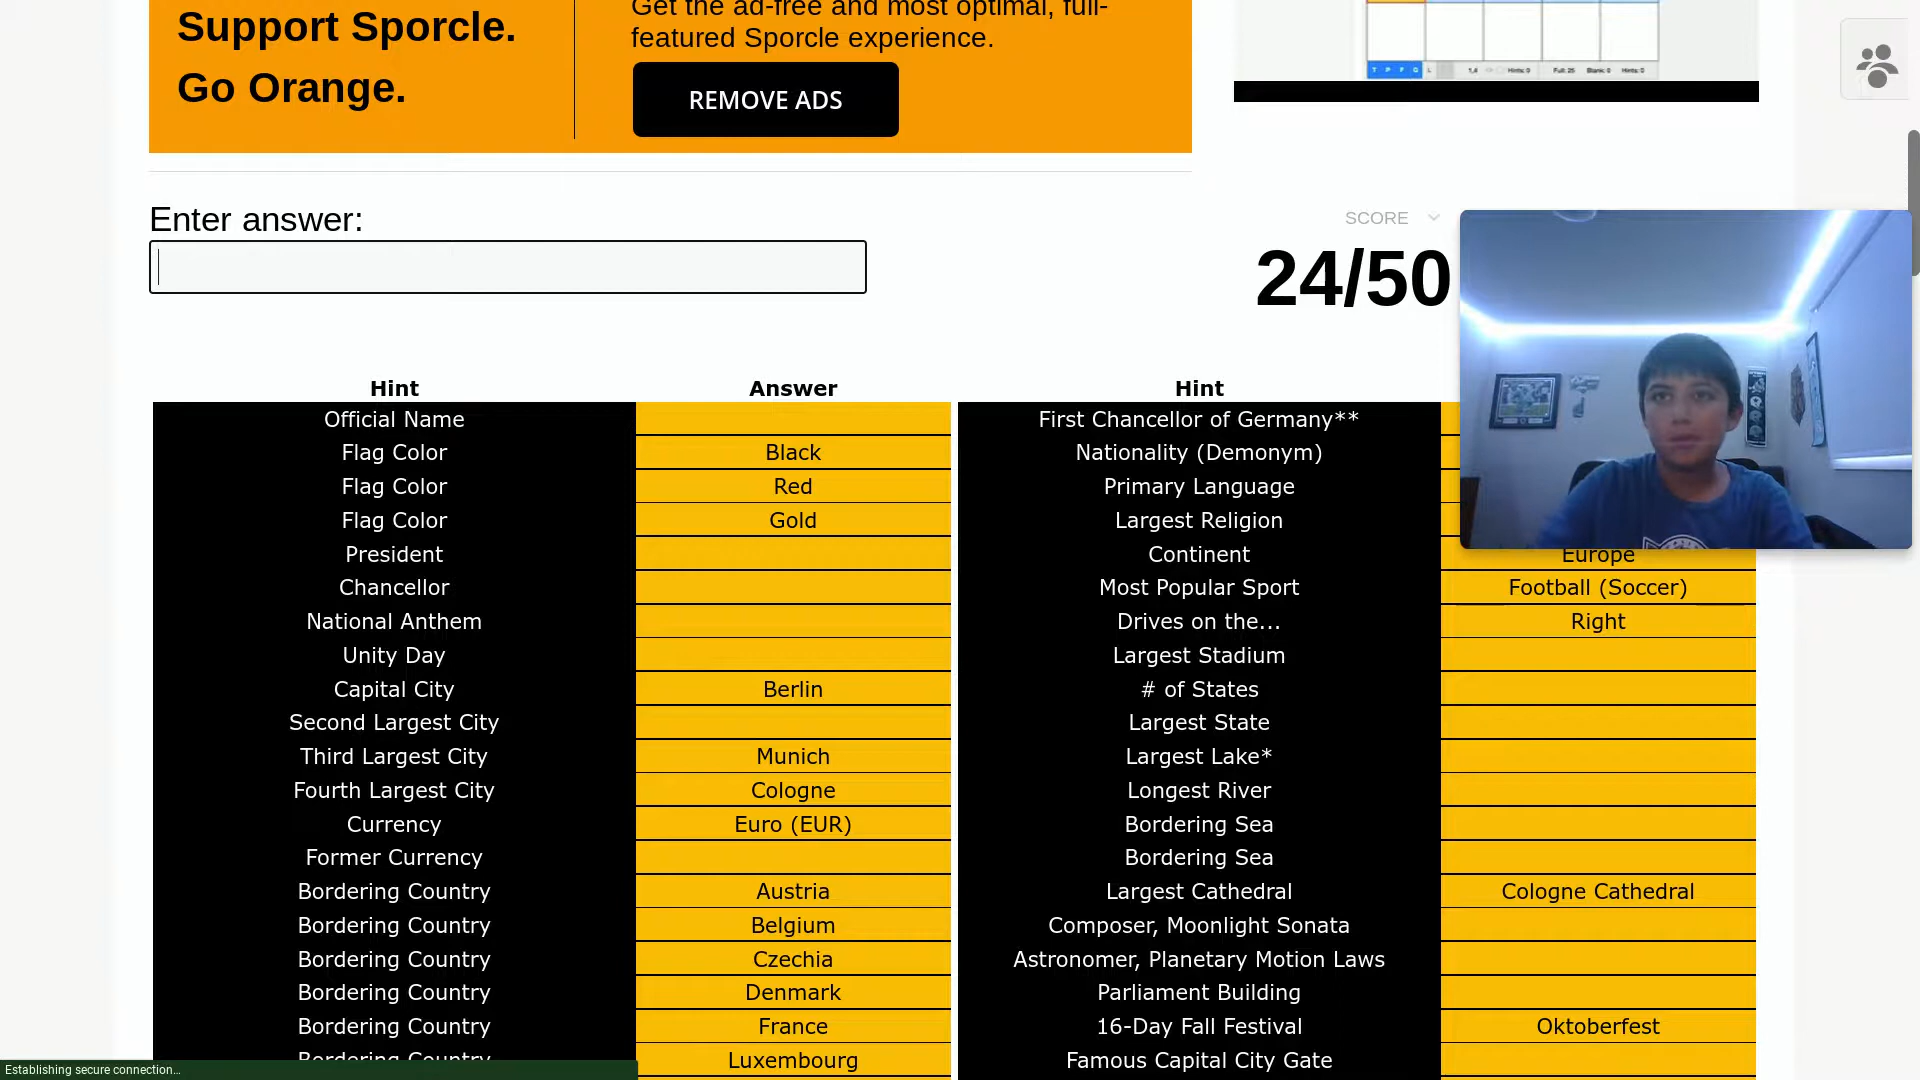 Support Sporcle.
Go Orange.
Get the ad-free and most optimal, full-
featured Sporcle experience.
REMOVE ADS
Enter answer:
SCORE
24/50
Hint Answer Hint
Official Name First Chancellor of Germany**
Flag Color Black Nationality (Demonym)
Flag Color Red Primary Language
Flag Color Gold Largest Religion
President Continent Europe
Chancellor Most Popular Sport Football (Soccer)
National Anthem Drives on the... Right
Unity Day Largest Stadium
Capital City Berlin # of States
Second Largest City Largest State
Third Largest City Munich Largest Lake*
Fourth Largest City Cologne Longest River
Currency Euro (EUR) Bordering Sea
Former Currency Bordering Sea
Bordering Country Austria Largest Cathedral Cologne Cathedral
Bordering Country Belgium Composer, Moonlight Sonata
Bordering Country Czechia Astronomer, Planetary Motion Laws
Bordering Country Denmark Parliament Building
Bordering Country France 16-Day Fall Festival Oktoberfest
Bordering Country Luxembourg Famous Capital City Gate
Establishing secure connection...